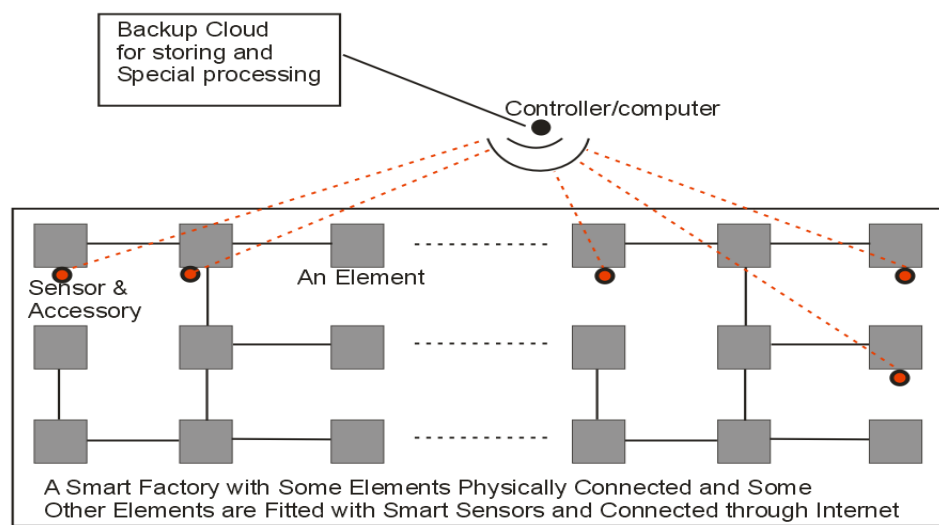 Backup Cloud
for storing and
Special processing
Controller/computer
An Element
Sensor &
Accessory
A Smart Factory with Some Elements Physically Connected and Some
Other Elements are Fitted with Smart Sensors and Connected through Internet